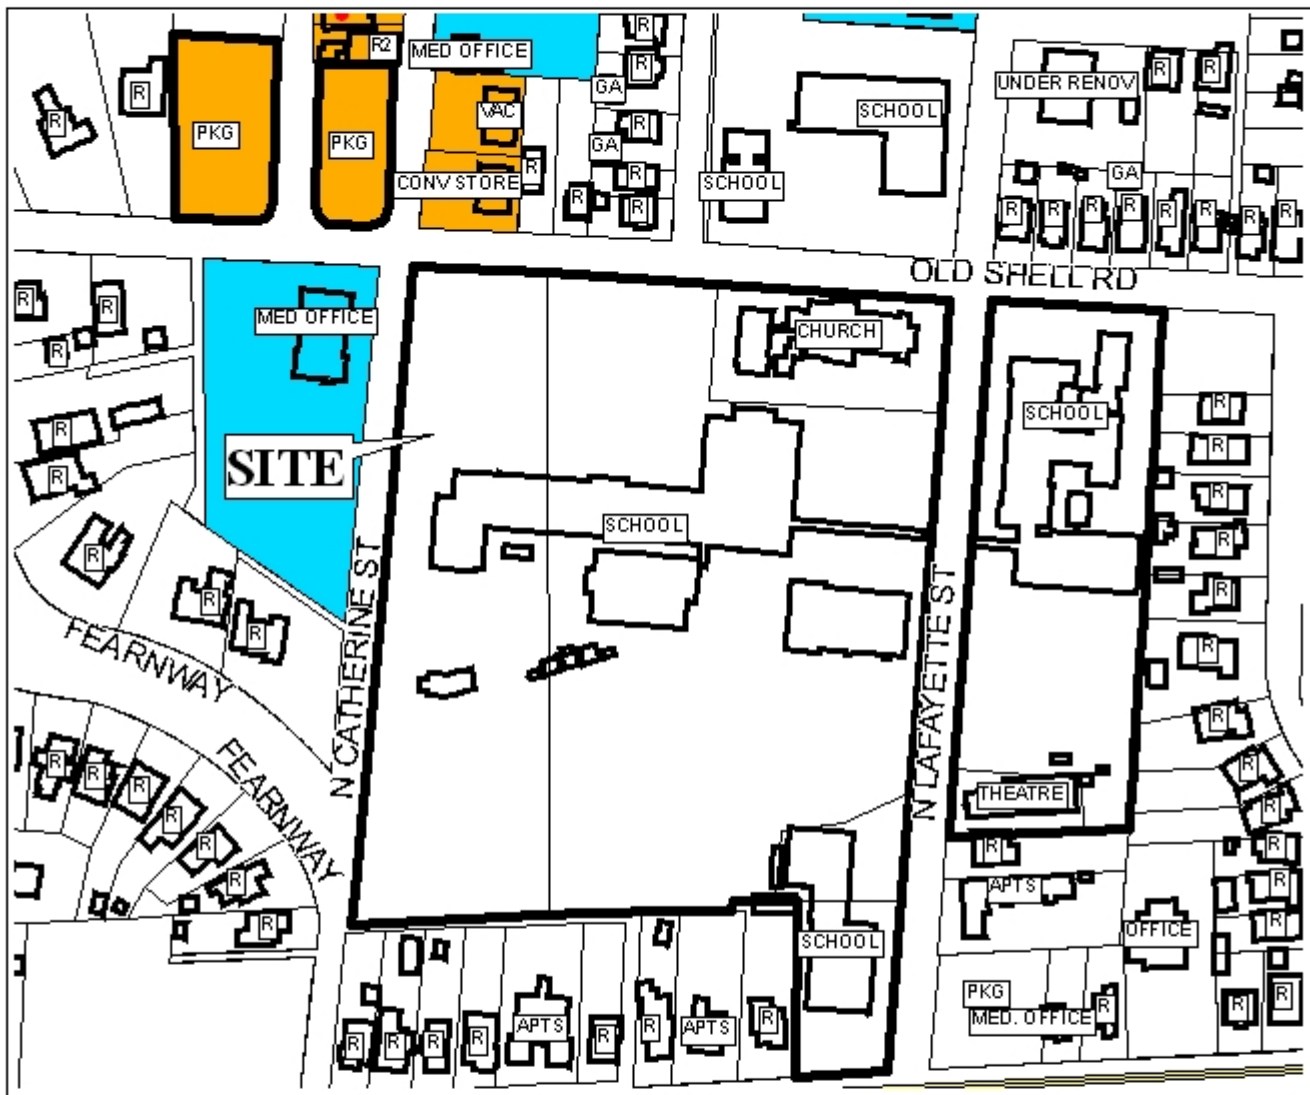 R2
MED OFFICE
R
R
UNDER RENOV
R
R
R
R
GA
VAC
SCHOOL
PKG
PKG
R
R
GA
CONV STORE
R
R
SCHOOL
GA
R
R
R
R
R
R
R
R
R
R
OLD SHELL RD
R
R
MED OFFICE
CHURCH
R
R
SCHOOL
R
R
R
SITE
R
R
SCHOOL
R
R
R
R
R
FEARNWAY
N CATHERINE ST
N LAFAYETTE ST
R
R
FEARNWAY
R
R
R
R
R
R
R
THEATRE
R
R
R
R
APTS
R
R
SCHOOL
OFFICE
R
PKG
MED. OFFICE
R
R
R
R
R
R
R
APTS
R
R
APTS
R